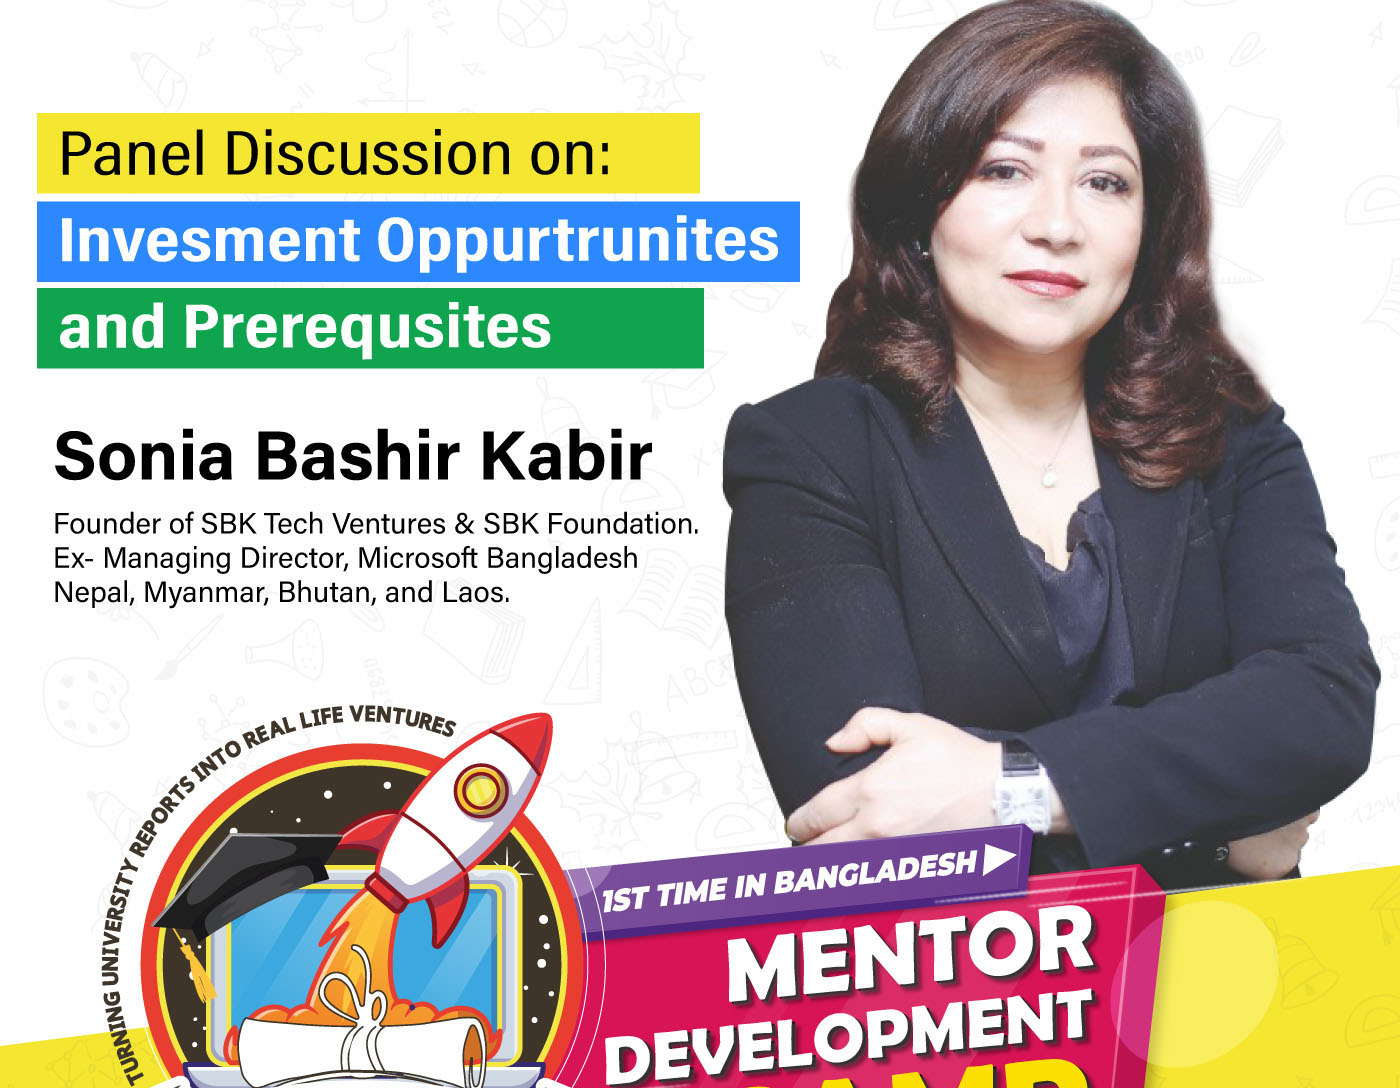 Panel Discussion on:
Invesment Oppurtrunites
and Prerequsites
Sonia Bashir Kabir
Founder of SBK Tech Ventures & SBK Foundation.
Ex- Managing Director, Microsoft Bangladesh
Nepal, Myanmar, Bhutan, and Laos.
TURNING UNIVERSITY REPORTS INTO REAL LIFE VENTURES
1ST TIME IN BANGLADESH
MENTOR
DEVELOPMENT